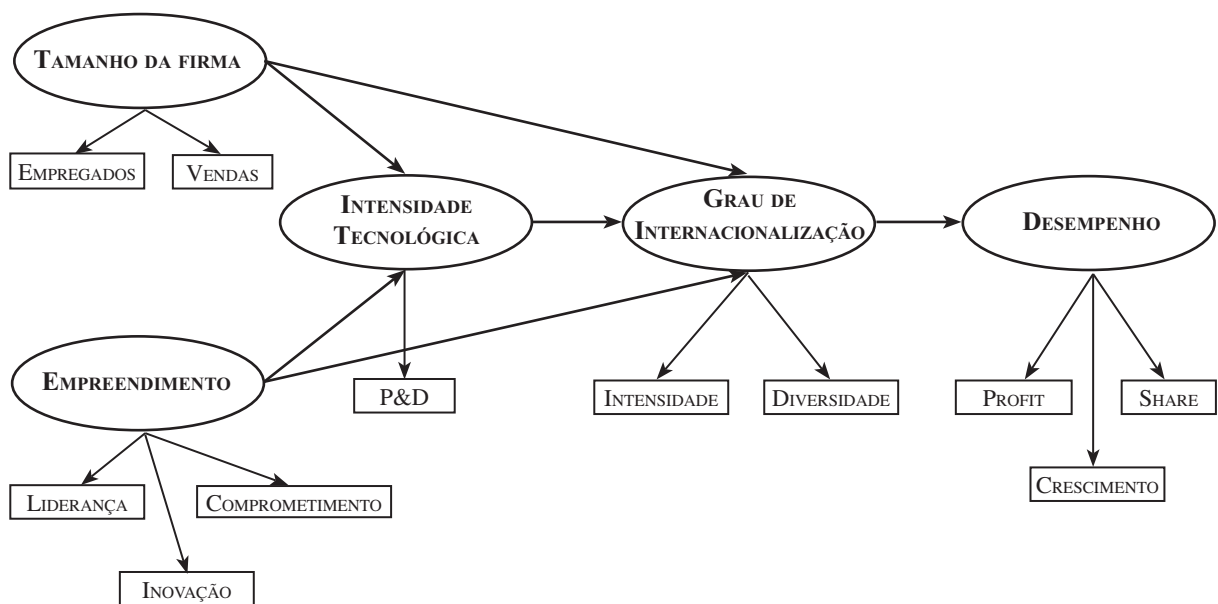 TAMANHO DA FIRMA
EMPREGADOS
VENDAS
INTENSIDADE
TECNOLÓGICA
GRAU DE
INTERNACIONALIZAÇÃO
DESEMPENHO
EMPREENDIMENTO
P&D
INTENSIDADE
DIVERSIDADE
PROFIT
SHARE
LIDERANÇA
COMPROMETIMENTO
CRESCIMENTO
INOVAÇÃO